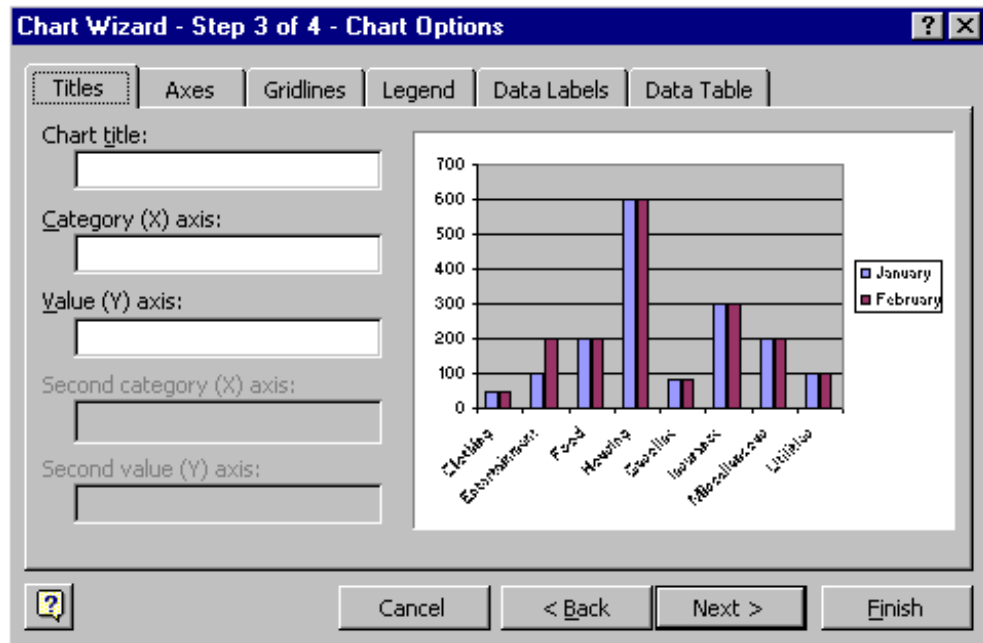 Chart Wizard - Step 3 of 4 - Chart Options
Titles Axes Gridlines Legend Data Labels Data Table
Chart title:
Category (X) axis:
Value (Y) axis:
Second category (X) axis:
Second value (Y) axis:
700
600
500
400
300
200
100
0
Clothing
Entertainment
Food
Housing
Gasoline
Insurance
Miscellaneous
Utilities
January
February
Cancel < Back Next > Finish